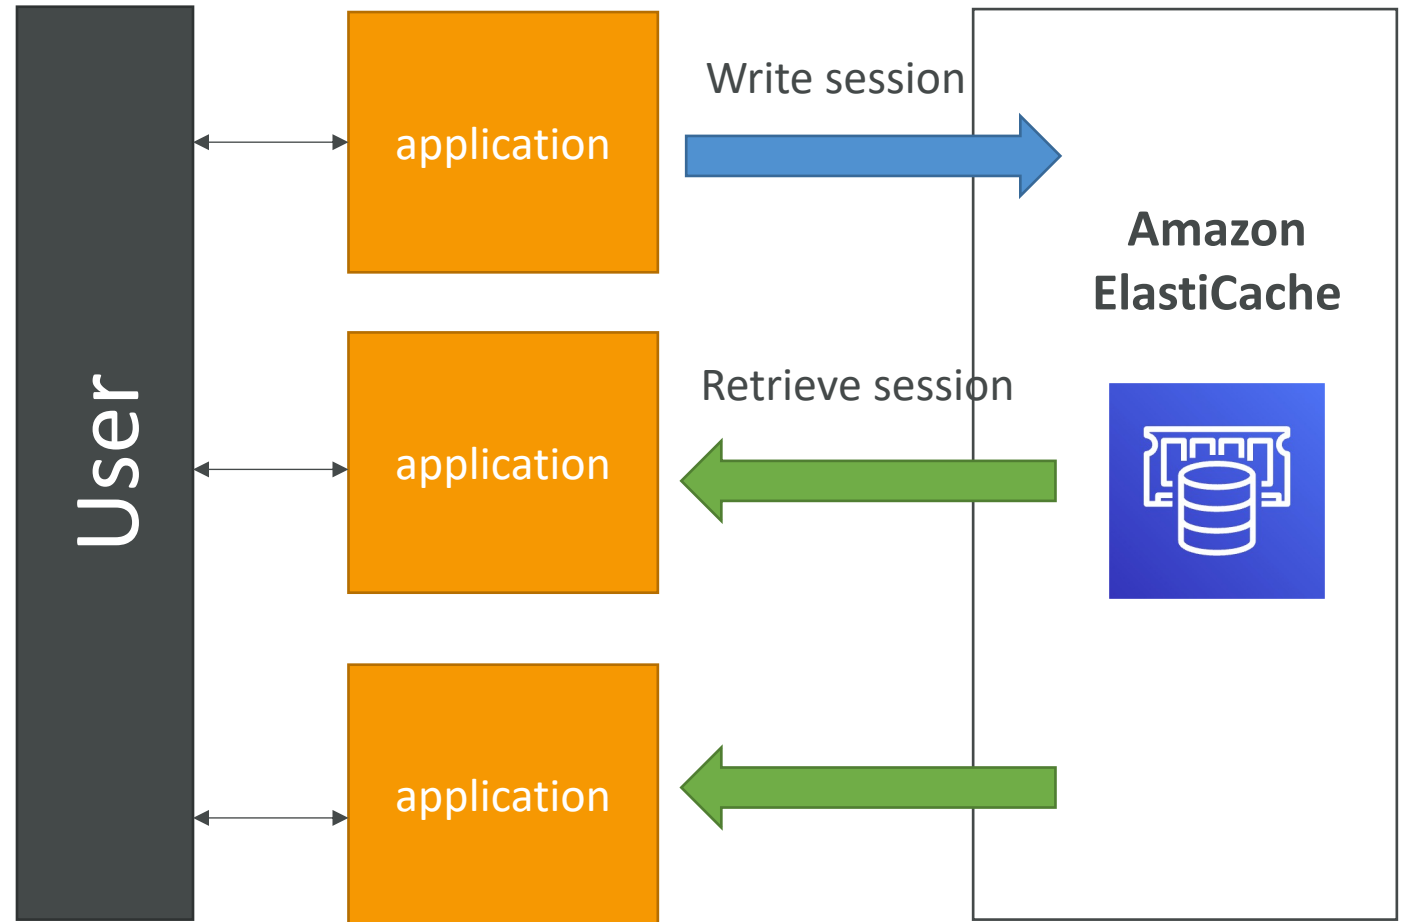 User
application
Write session
Amazon
ElastiCache
application
Retrieve session
application